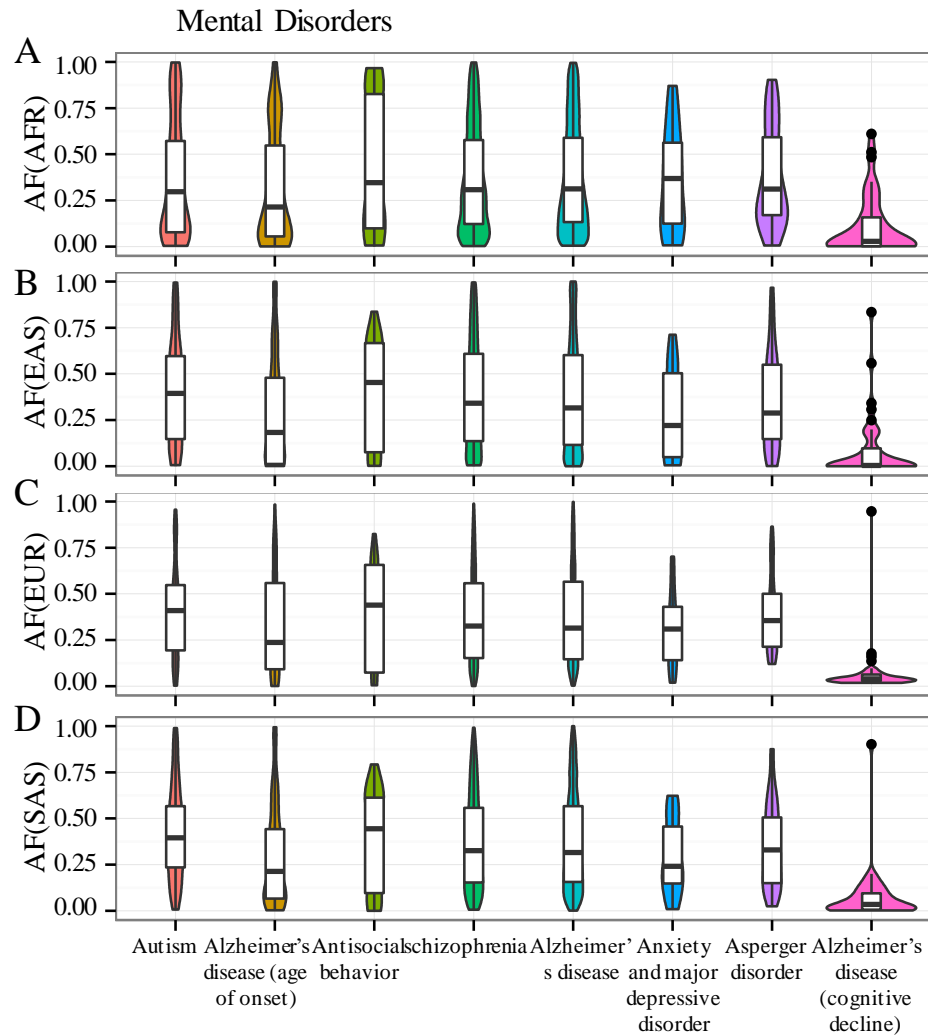 Mental Disorders
A
AF(AFR)
1.00
0.75
0.50
0.25
0.00
B
AF(EAS)
1.00
0.75
0.50
0.25
0.00
C
AF(EUR)
1.00
0.75
0.50
0.25
0.00
D
AF(SAS)
1.00
0.75
0.50
0.25
0.00
Autism
Alzheimer’s
disease (age
of onset)
Antisocial
behavior
schizophrenia
Alzheimer’
s disease
Anxiety
and major
depressive
disorder
Asperger
disorder
Alzheimer’s
disease
(cognitive
decline)